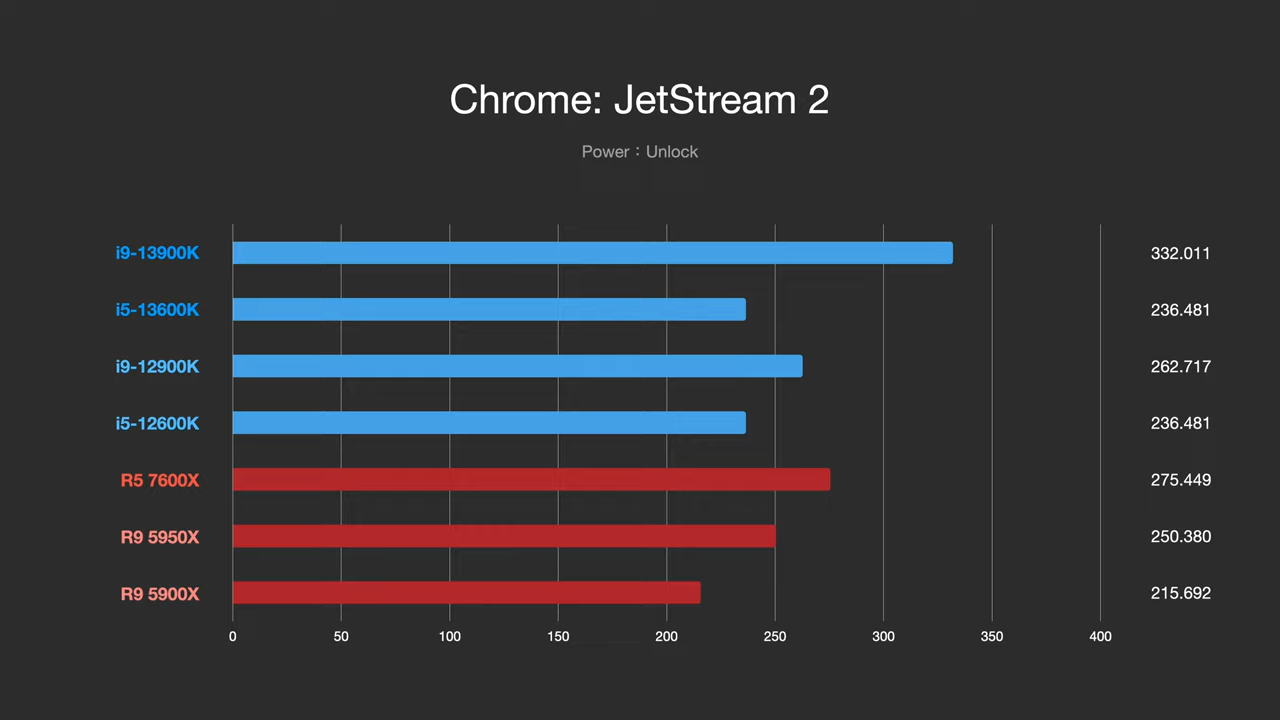 Chrome: JetStream 2
Power：Unlock
i9-13900K 332.011
i5-13600K 236.481
i9-12900K 262.717
i5-12600K 236.481
R5 7600X 275.449
R9 5950X 250.380
R9 5900X 215.692
0 50 100 150 200 250 300 350 400